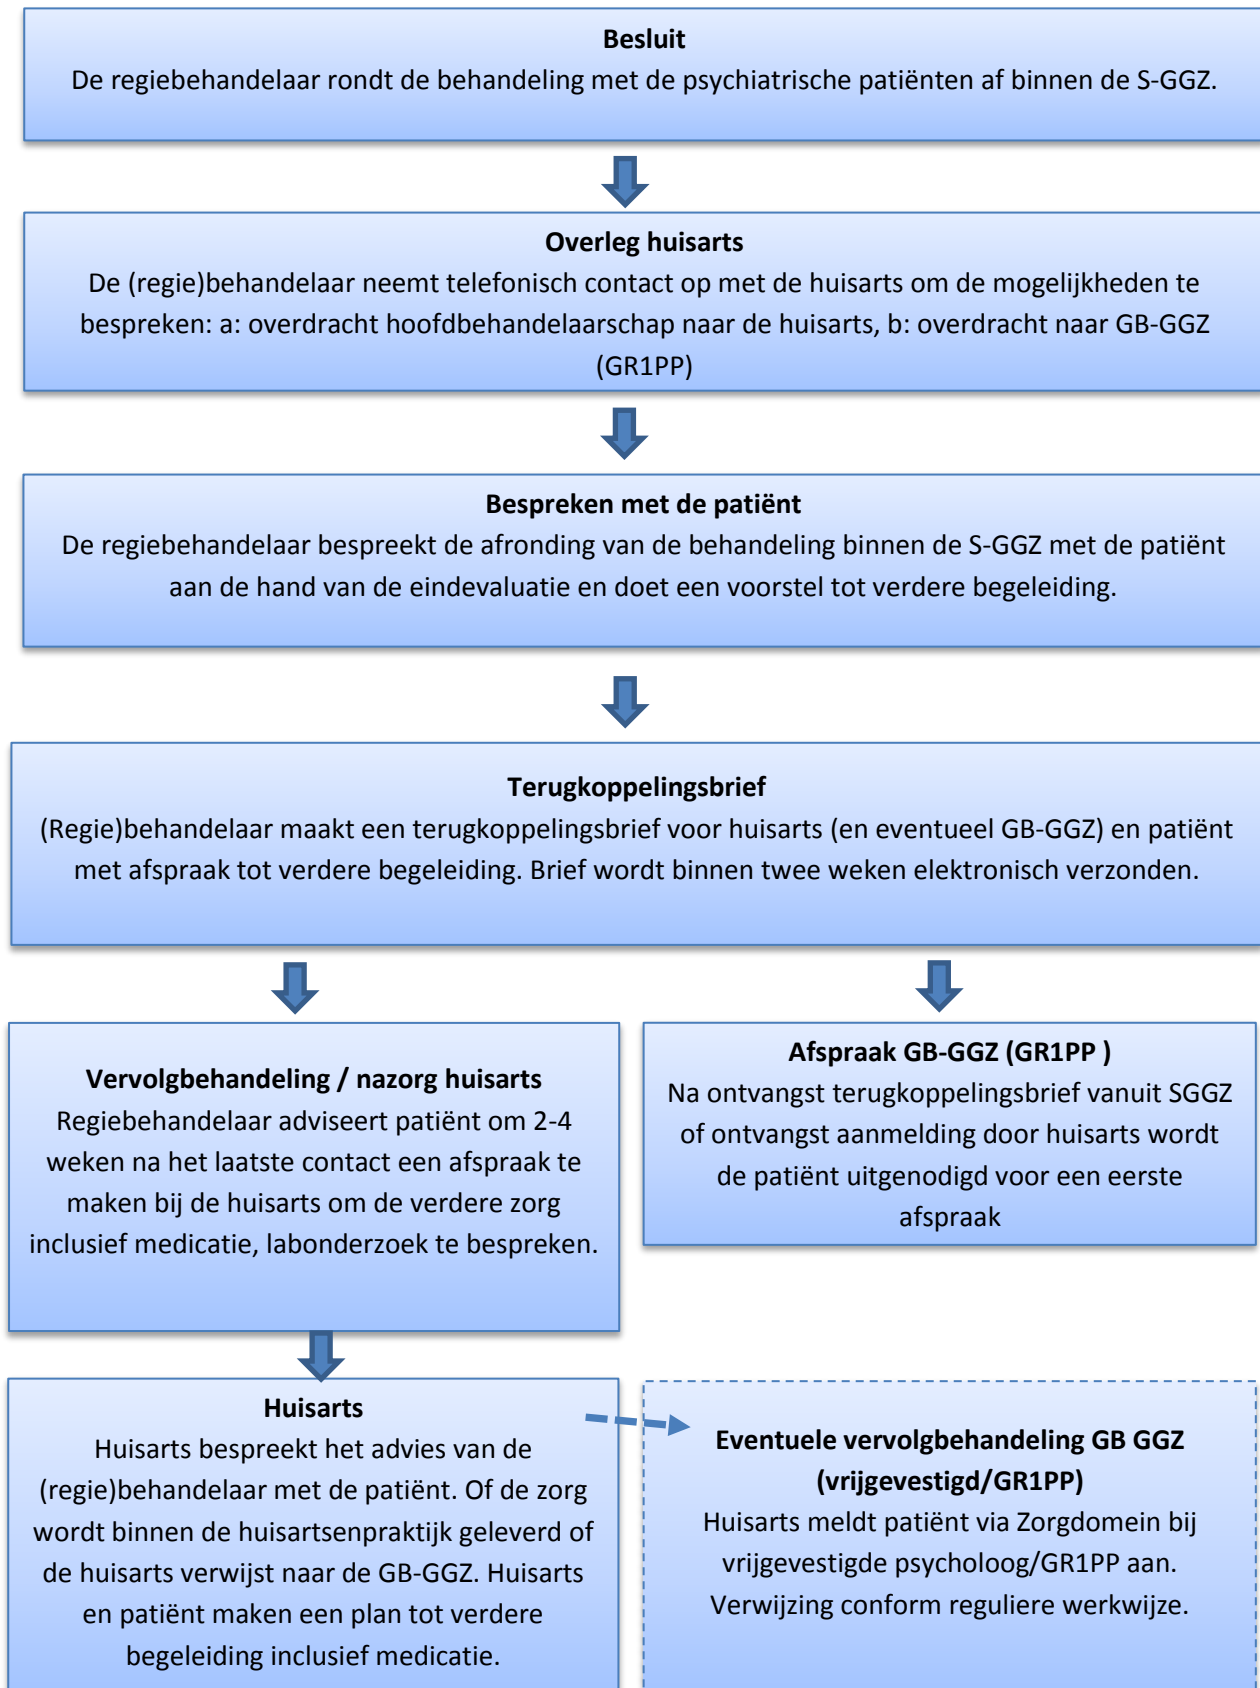 Besluit
De regiebehandelaar rondt de behandeling met de psychiatrische patiënten af binnen de S-GGZ.
Overleg huisarts
De (regie)behandelaar neemt telefonisch contact op met de huisarts om de mogelijkheden te
bespreken: a: overdracht hoofdbehandelaarschap naar de huisarts, b: overdracht naar GB-GGZ
(GR1PP)
Bespreken met de patiënt
De regiebehandelaar bespreekt de afronding van de behandeling binnen de S-GGZ met de patiënt
aan de hand van de eindevaluatie en doet een voorstel tot verdere begeleiding.
Terugkoppelingsbrief
(Regie)behandelaar maakt een terugkoppelingsbrief voor huisarts (en eventueel GB-GGZ) en patiënt
met afspraak tot verdere begeleiding. Brief wordt binnen twee weken elektronisch verzonden.
Vervolgbehandeling / nazorg huisarts
Regiebehandelaar adviseert patiënt om 2-4
weken na het laatste contact een afspraak te
maken bij de huisarts om de verdere zorg
inclusief medicatie, labonderzoek te bespreken.
Afspraak GB-GGZ (GR1PP )
Na ontvangst terugkoppelingsbrief vanuit SGGZ
of ontvangst aanmelding door huisarts wordt
de patiënt uitgenodigd voor een eerste
afspraak
Huisarts
Huisarts bespreekt het advies van de
(regie)behandelaar met de patiënt. Of de zorg
wordt binnen de huisartsenpraktijk geleverd of
de huisarts verwijst naar de GB-GGZ. Huisarts
en patiënt maken een plan tot verdere
begeleiding inclusief medicatie.
Eventuele vervolgbehandeling GB GGZ
(vrijgevestigd/GR1PP)
Huisarts meldt patiënt via Zorgdomein bij
vrijgevestigde psycholoog/GR1PP aan.
Verwijzing conform reguliere werkwijze.